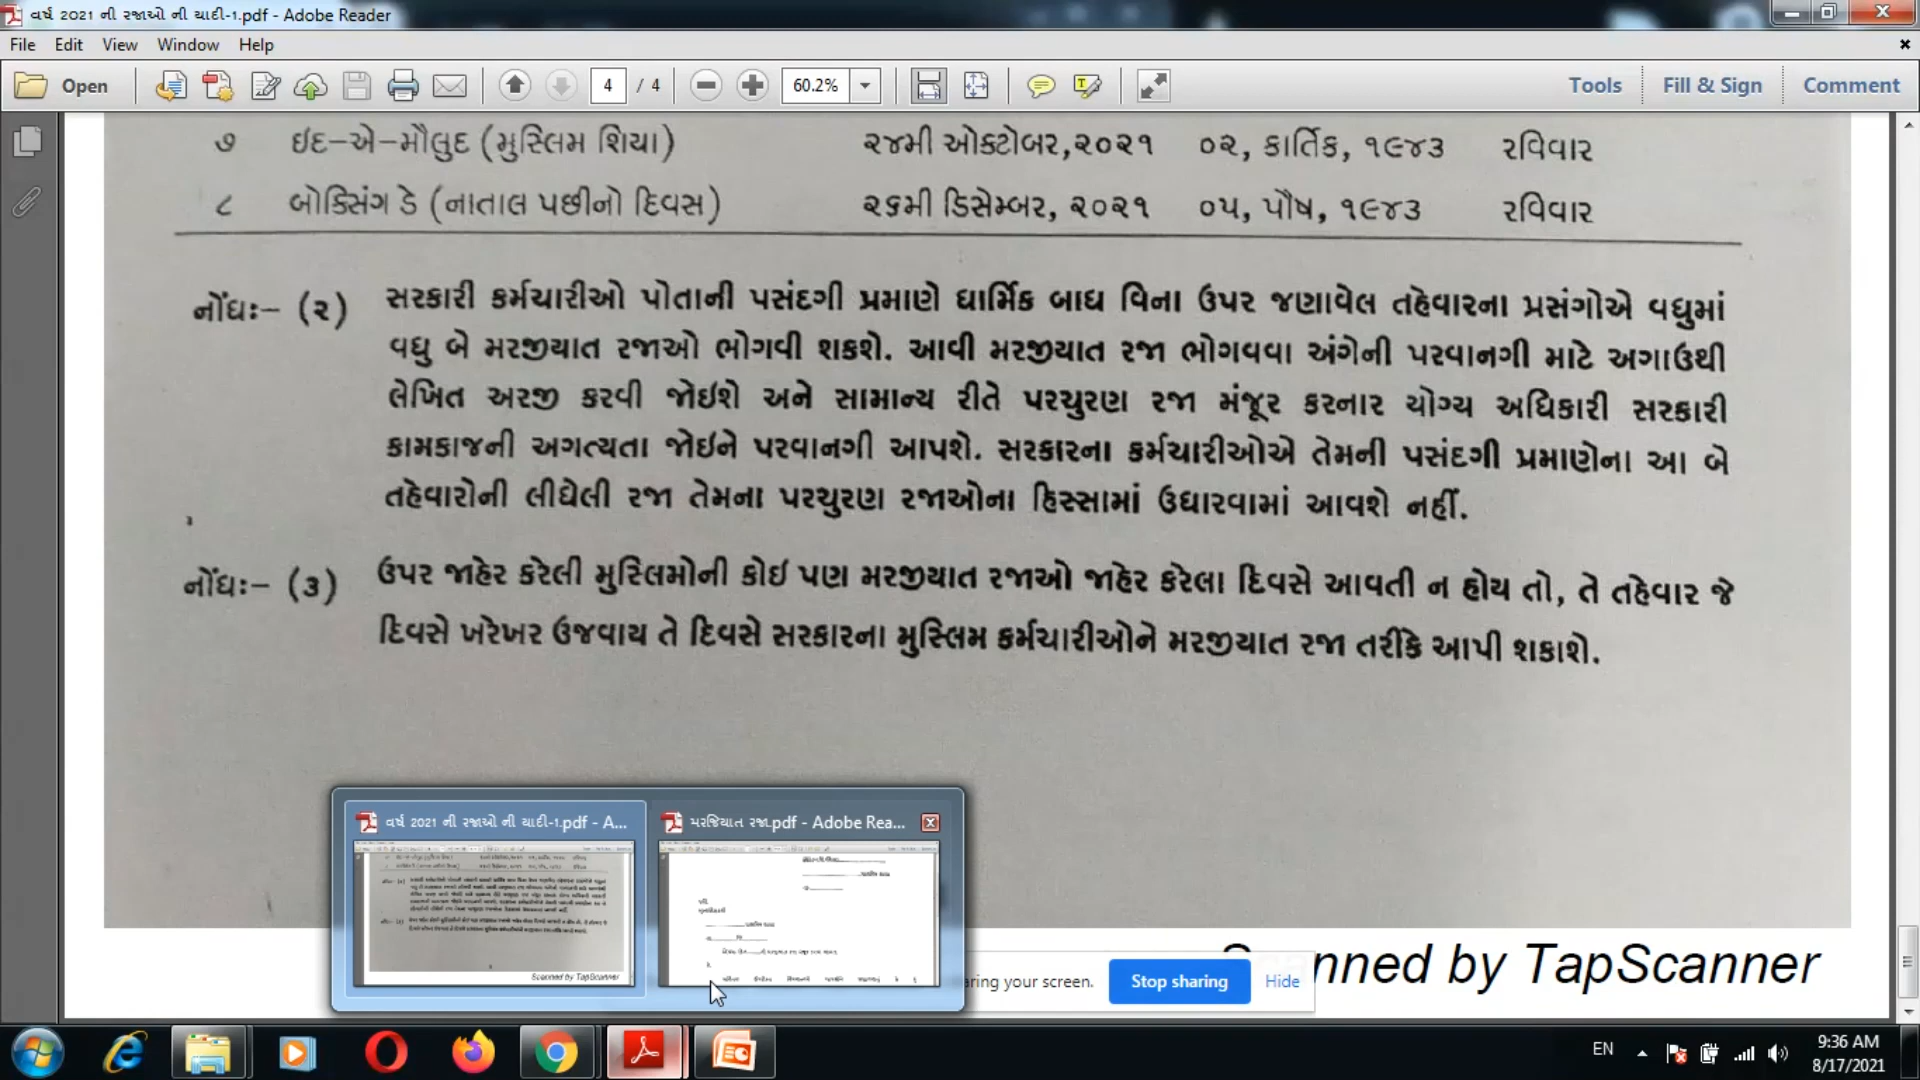 વર્ષ 2021 ની રજાઓ ની યાદી-1.pdf - Adobe Reader
File Edit View Window Help
Open 4 / 4 60.2% Tools Fill & Sign Comment
૭ ઇદ-એ-મૌલુદ (મુસ્લિમ શિયા) ૨૪મી ઓક્ટોબર,૨૦૨૧ ૦૨, કાર્તિક, ૧૯૪૩ રવિવાર
૮ બોક્સિંગ ડે (નાતાલ પછીનો દિવસ) ૨૬મી ડિસેમ્બર, ૨૦૨૧ ૦૫, પૌષ, ૧૯૪૩ રવિવાર
નોંધઃ- (૨) સરકારી કર્મચારીઓ પોતાની પસંદગી પ્રમાણે ધાર્મિક બાધ વિના ઉપર જણાવેલ તહેવારના પ્રસંગોએ વધુમાં
વધુ બે મરજીયાત રજાઓ ભોગવી શકશે. આવી મરજીયાત રજા ભોગવવા અંગેની પરવાનગી માટે અગાઉથી
લેખિત અરજી કરવી જોઇશે અને સામાન્ય રીતે પરચુરણ રજા મંજૂર કરનાર યોગ્ય અધિકારી સરકારી
કામકાજની અગત્યતા જોઇને પરવાનગી આપશે. સરકારના કર્મચારીઓએ તેમની પસંદગી પ્રમાણેના આ બે
તહેવારોની લીધેલી રજા તેમના પરચુરણ રજાઓના હિસ્સામાં ઉધારવામાં આવશે નહીં.
નોંધઃ- (૩) ઉપર જાહેર કરેલી મુસ્લિમોની કોઇ પણ મરજીયાત રજાઓ જાહેર કરેલા દિવસે આવતી ન હોય તો, તે તહેવાર જે
દિવસે ખરેખર ઉજવાય તે દિવસે સરકારના મુસ્લિમ કર્મચારીઓને મરજીયાત રજા તરીકે આપી શકાશે.
વર્ષ 2021 ની રજાઓ ની યાદી-1.pdf - A... મરજિયાત રજા.pdf - Adobe Rea...
Scanned by TapScanner
aring your screen. Stop sharing Hide
nned by TapScanner
EN 9:36 AM
8/17/2021